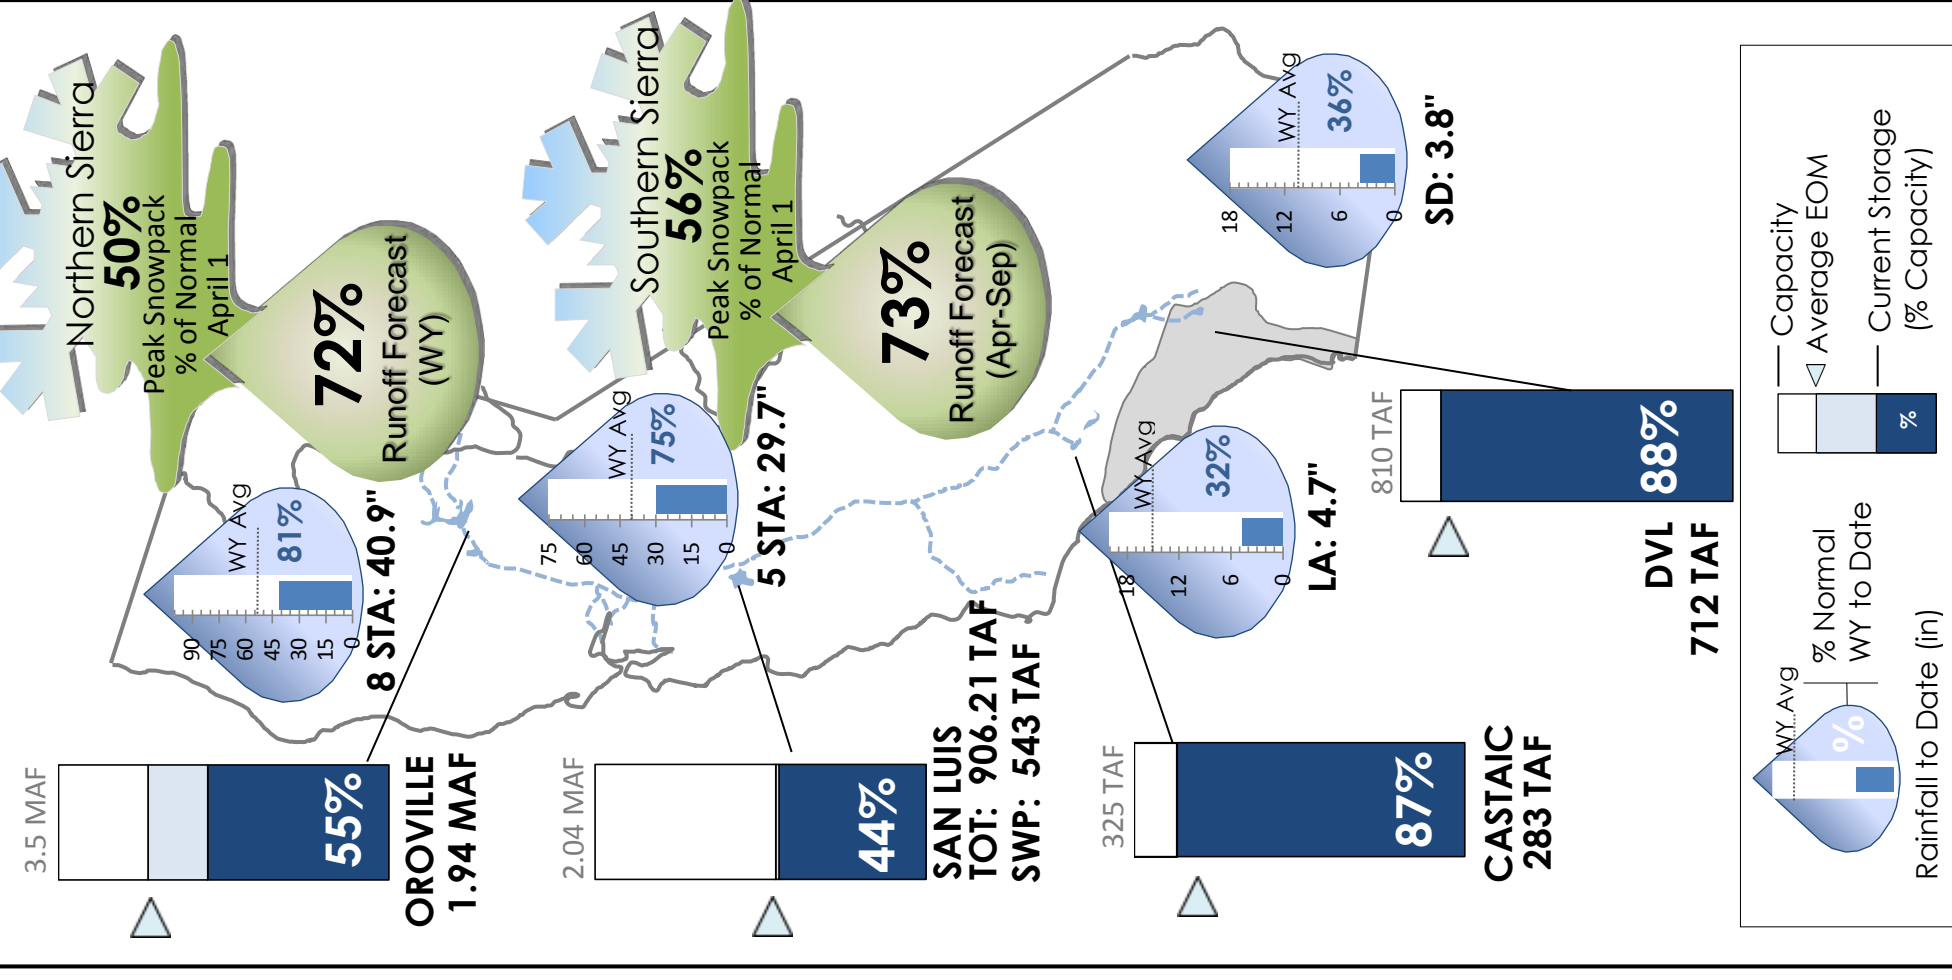 Northern Sierra
50%
Peak Snowpack
% of Normal
April 1
72%
Runoff Forecast
(WY)
Southern Sierra
56%
Peak Snowpack
% of Normal
April 1
73%
Runoff Forecast
(Apr-Sep)
WY Avg
81%
90
75
60
45
30
15
0
8 STA: 40.9"
WY Avg
75%
75
60
45
30
15
0
5 STA: 29.7"
WY Avg
36%
18
12
6
0
SD: 3.8"
WY Avg
32%
18
12
6
0
LA: 4.7"
3.5 MAF
55%
OROVILLE
1.94 MAF
2.04 MAF
44%
SAN LUIS
TOT: 906.21 TAF
SWP: 543 TAF
325 TAF
87%
CASTAIC
283 TAF
810 TAF
88%
DVL
712 TAF
WY Avg
%
% Normal
WY to Date
Rainfall to Date (in)
%
Capacity
Average EOM
Current Storage
(% Capacity)